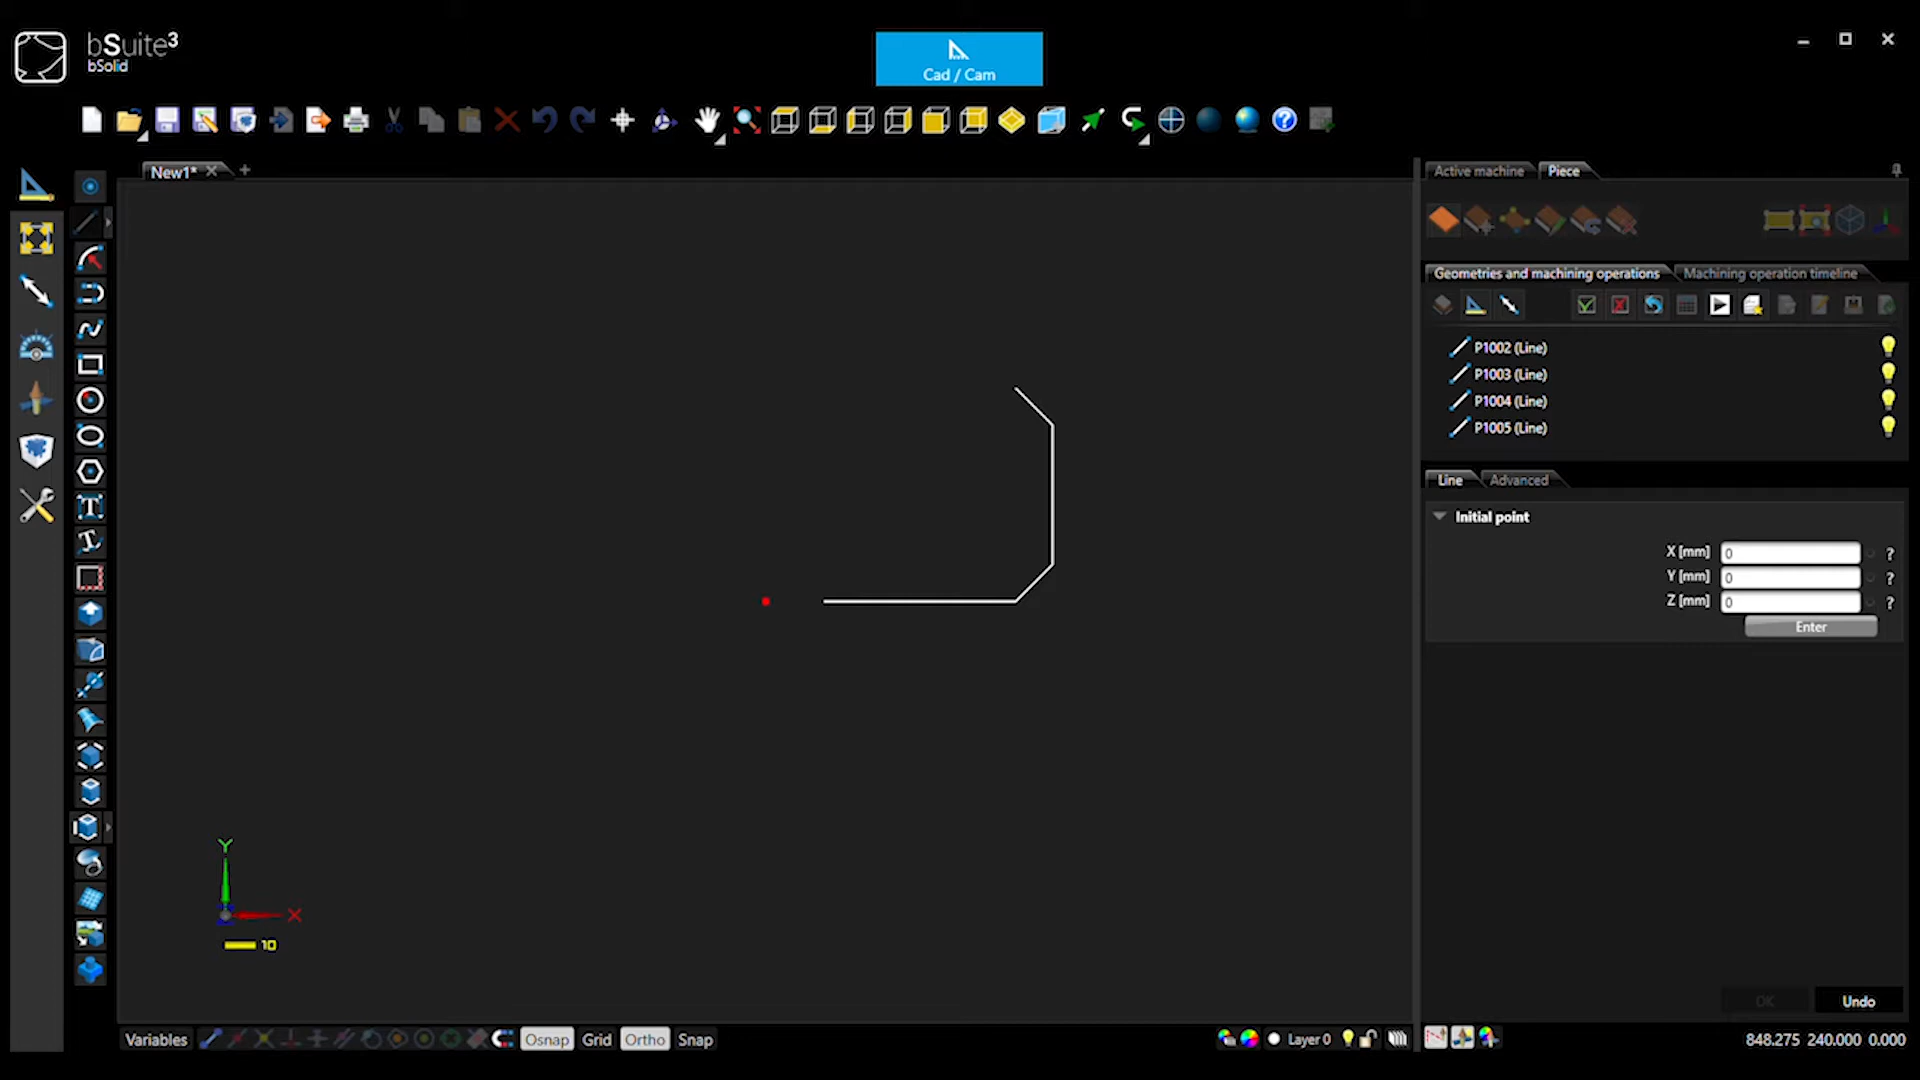 bSuite³
bSolid
Cad / Cam
New1*
Active machine
Piece
Geometries and machining operations
Machining operation timeline
P1002 (Line)
P1003 (Line)
P1004 (Line)
P1005 (Line)
Line
Advanced
Initial point
X [mm] 0 ?
Y [mm] 0 ?
Z [mm] 0 ?
Enter
Y
X
10
OK
Undo
Variables
Osnap
Grid
Ortho
Snap
Layer 0
848.275 240.000 0.000